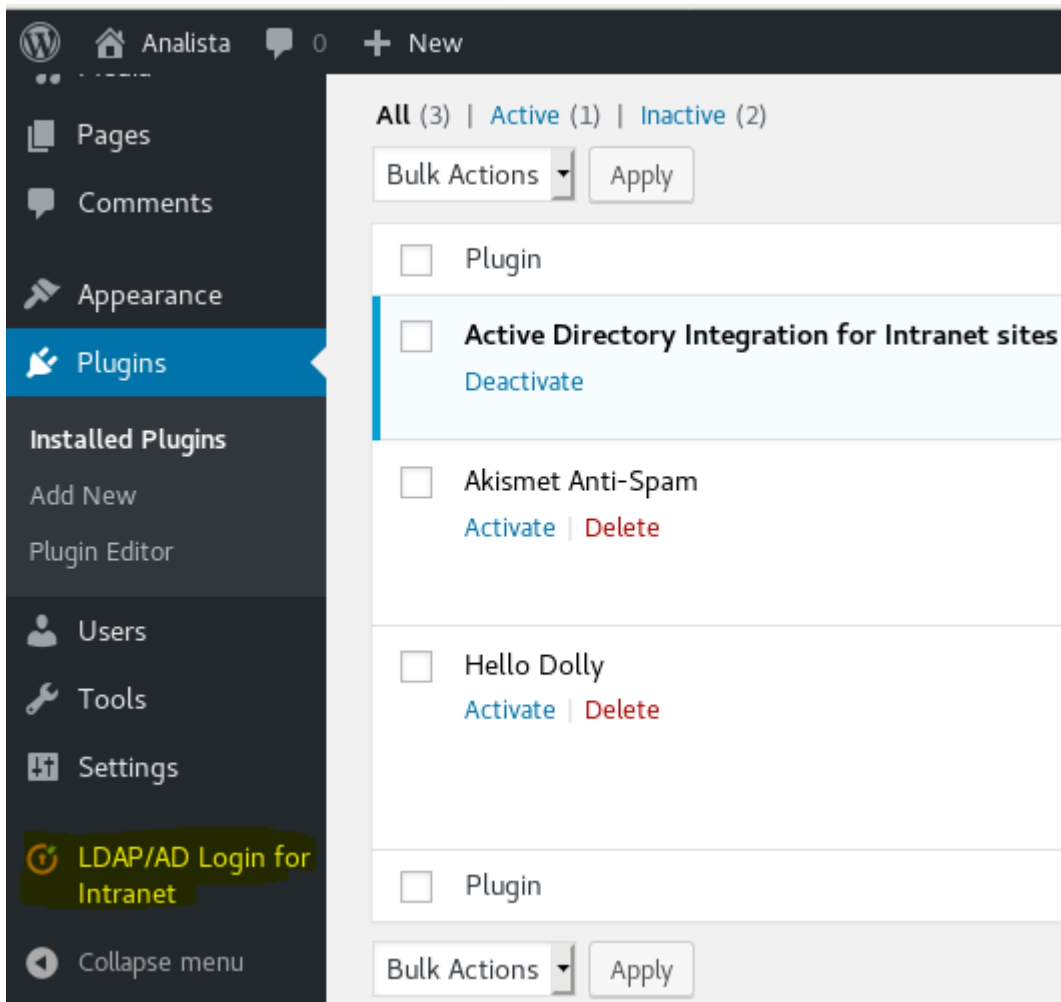 Analista 0 New
Pages
Comments
Appearance
Plugins
Installed Plugins
Add New
Plugin Editor
Users
Tools
Settings
LDAP/AD Login for
Intranet
Collapse menu
All (3) | Active (1) | Inactive (2)
Bulk Actions Apply
Plugin
Active Directory Integration for Intranet sites
Deactivate
Akismet Anti-Spam
Activate | Delete
Hello Dolly
Activate | Delete
Plugin
Bulk Actions Apply